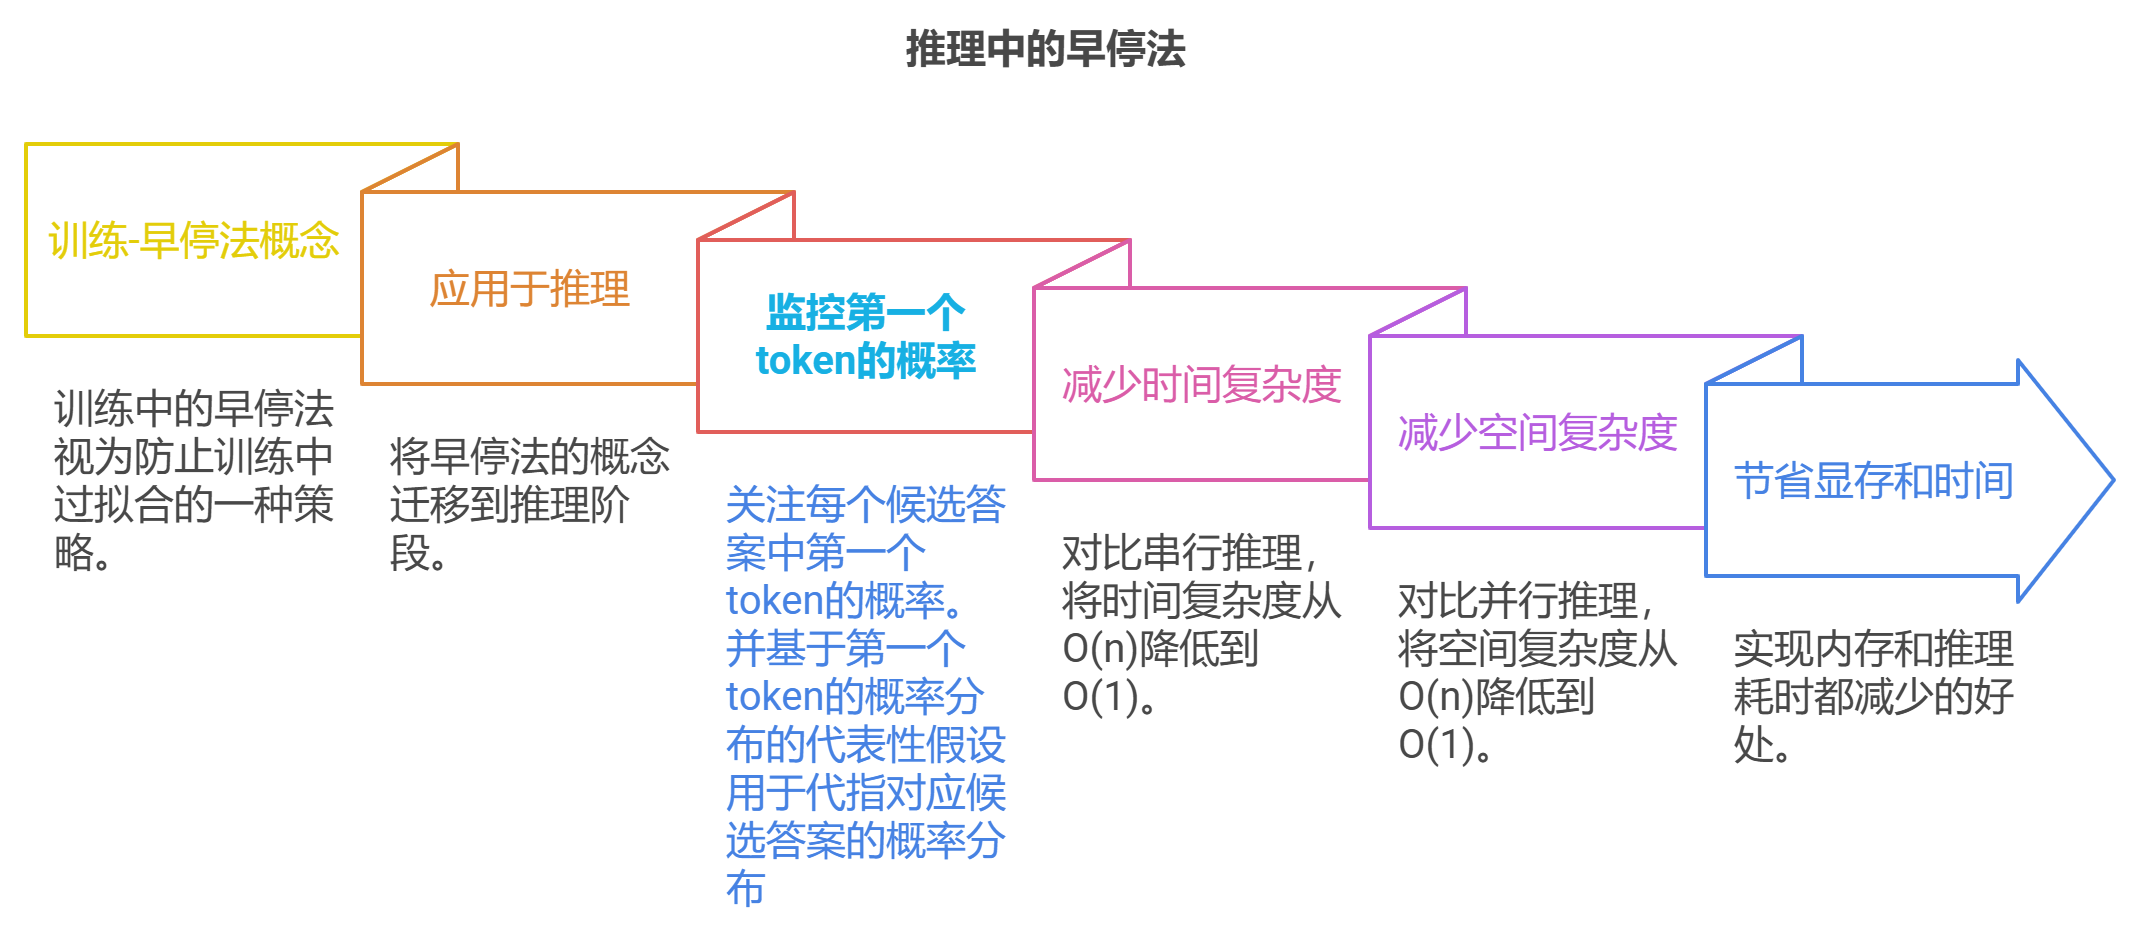 推理中的早停法
训练-早停法概念
训练中的早停法
视为防止训练中
过拟合的一种策
略。
应用于推理
将早停法的概念
迁移到推理阶
段。
监控第一个
token的概率
关注每个候选答
案中第一个
token的概率。
并基于第一个
token的概率分
布的代表性假设
用于代指对应候
选答案的概率分
布
减少时间复杂度
对比串行推理，
将时间复杂度从
O(n)降低到
O(1)。
减少空间复杂度
对比并行推理，
将空间复杂度从
O(n)降低到
O(1)。
节省显存和时间
实现内存和推理
耗时都减少的好
处。